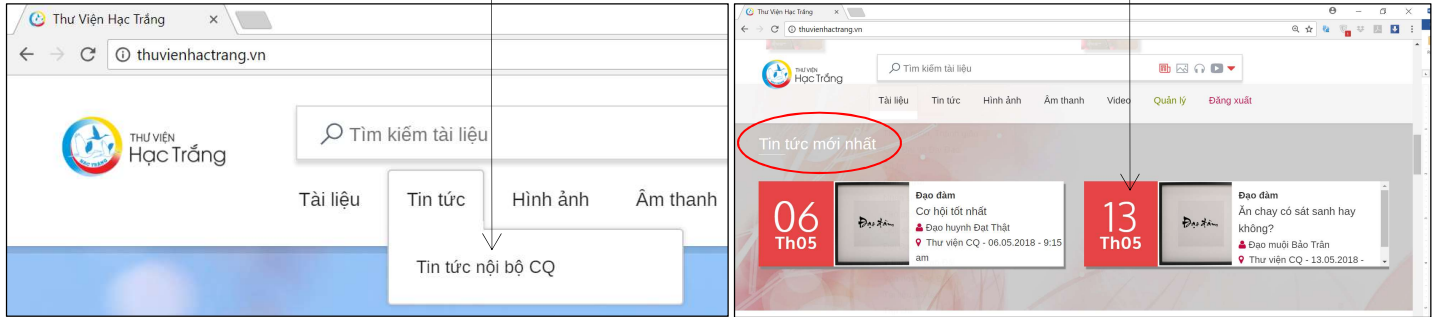 Thư Viện Hạc Trắng
thuvienhactrang.vn
THƯ VIỆN
Hạc Trắng
HẠC TRẮNG
Tìm kiếm tài liệu
Tài liệu Tin tức Hình ảnh Âm thanh
Tin tức nội bộ CQ
Thư Viện Hạc Trắng
thuvienhactrang.vn
THƯ VIỆN
Hạc Trắng
Tìm kiếm tài liệu
Tài liệu Tin tức Hình ảnh Âm thanh Video Quản lý Đăng xuất
Tin tức mới nhất
06
Th05
Đạo đàm
Đạo đàm
Cơ hội tốt nhất
Đạo huynh Đạt Thật
Thư viện CQ - 06.05.2018 - 9:15
am
13
Th05
Đạo đàm
Đạo đàm
Ăn chay có sát sanh hay
không?
Đạo muội Bảo Trân
Thư viện CQ - 13.05.2018 -